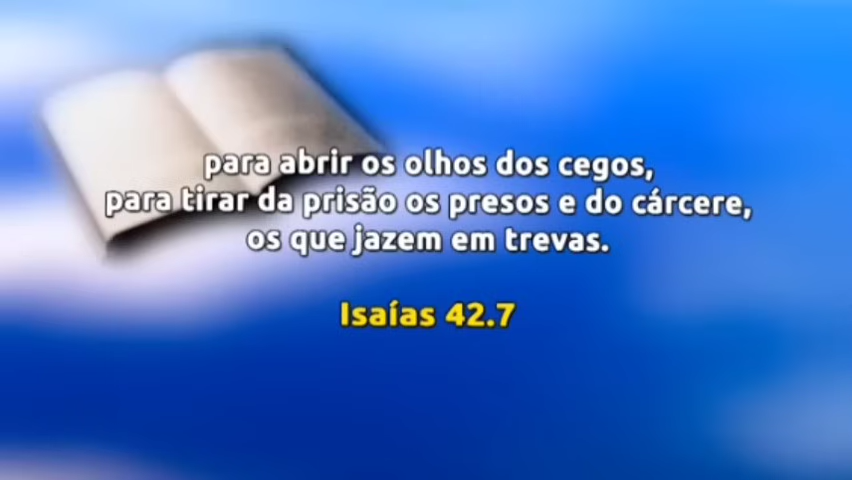 para abrir os olhos dos cegos,
para tirar da prisão os presos e do cárcere,
os que jazem em trevas.
Isaías 42.7